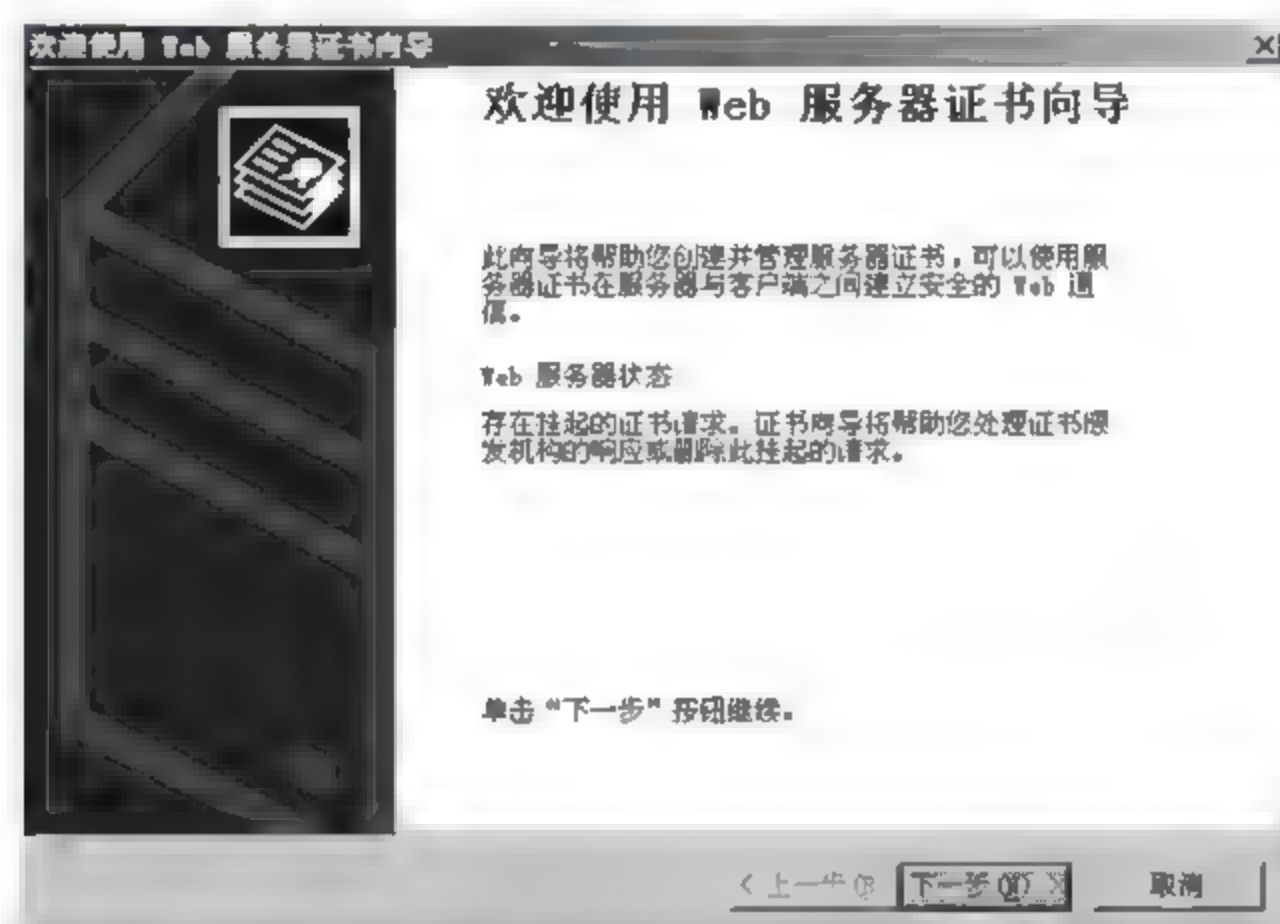 欢迎使用 Web 服务器证书向导
欢迎使用 Web 服务器证书向导
此向导将帮助您创建并管理服务器证书，可以使用服
务器证书在服务器与客户端之间建立安全的 Web 通
信。
Web 服务器状态
存在挂起的证书请求。证书向导将帮助您处理证书颁
发机构的响应或删除此挂起的请求。
单击“下一步”按钮继续。
< 上一步(B)
下一步(N) >
取消